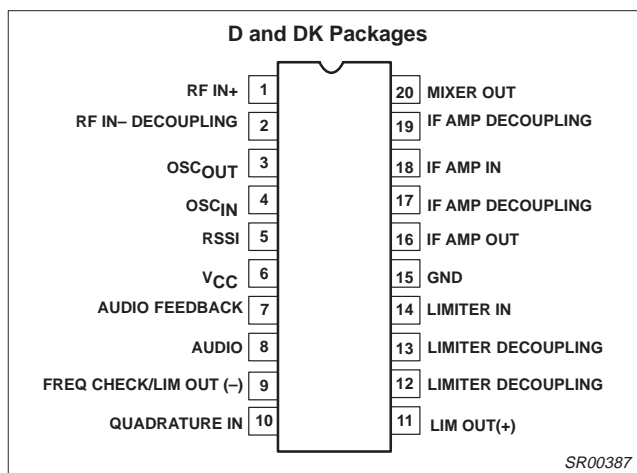 D and DK Packages
RF IN+ 1
RF IN– DECOUPLING 2
OSCOUT 3
OSCIN 4
RSSI 5
VCC 6
AUDIO FEEDBACK 7
AUDIO 8
FREQ CHECK/LIM OUT (–) 9
QUADRATURE IN 10
20 MIXER OUT
19 IF AMP DECOUPLING
18 IF AMP IN
17 IF AMP DECOUPLING
16 IF AMP OUT
15 GND
14 LIMITER IN
13 LIMITER DECOUPLING
12 LIMITER DECOUPLING
11 LIM OUT(+)
SR00387